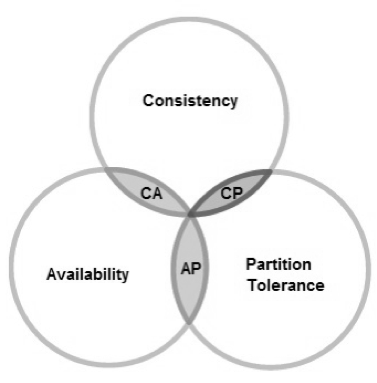 Consistency
CA
CP
Availability
AP
Partition
Tolerance